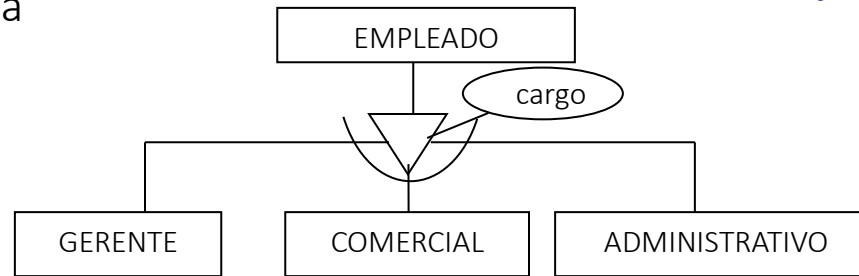 a
EMPLEADO
cargo
GERENTE
COMERCIAL
ADMINISTRATIVO